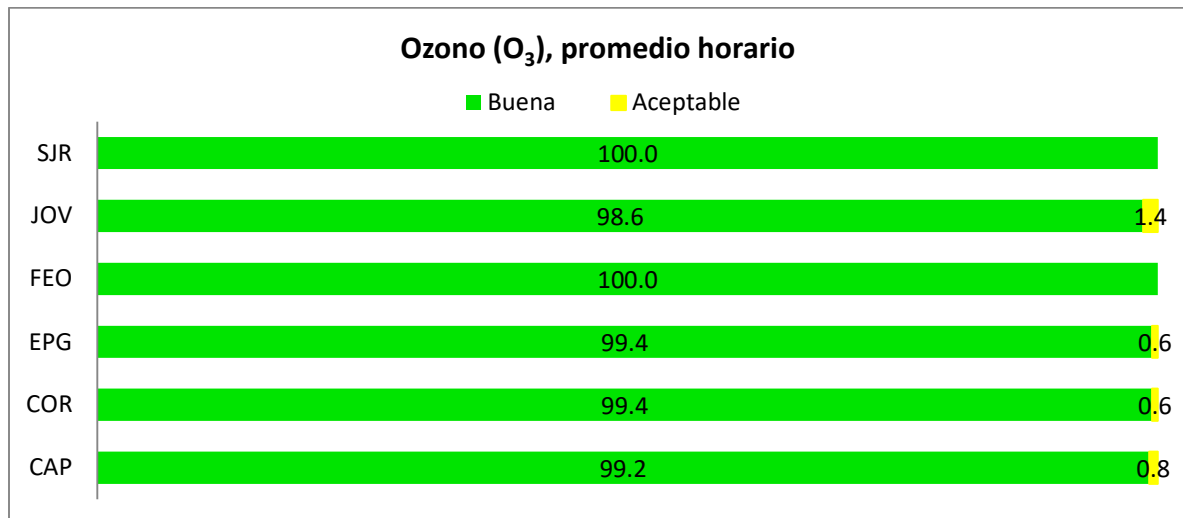 Ozono (O₃), promedio horario
Buena Aceptable
SJR 100.0
JOV 98.6 1.4
FEO 100.0
EPG 99.4 0.6
COR 99.4 0.6
CAP 99.2 0.8